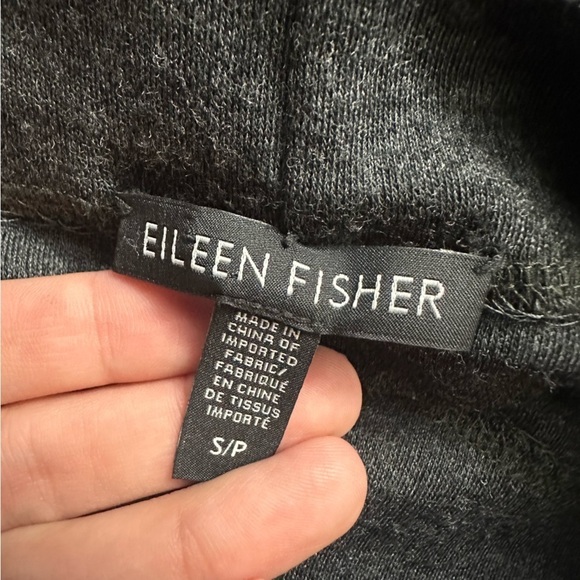 EILEEN FISHER
MADE IN
CHINA OF
IMPORTED
FABRIC/
FABRIQUÉ
EN CHINE
DE TISSUS
IMPORTÉ
S/P